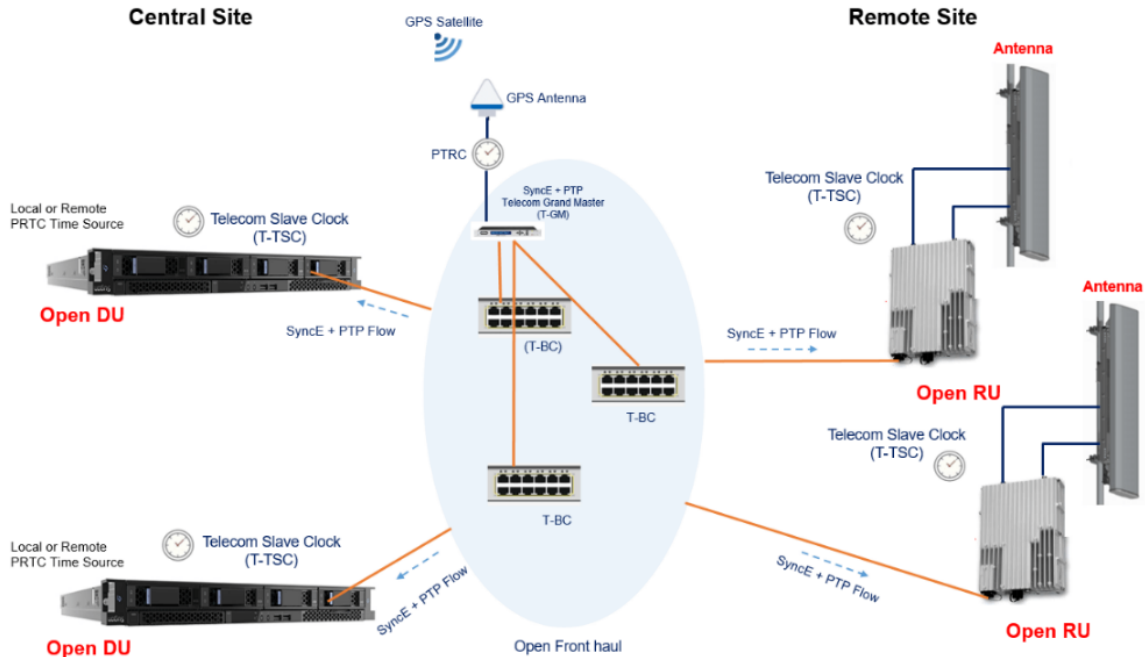 Central Site
GPS Satellite
Remote Site
Antenna
GPS Antenna
PTRC
SyncE + PTP
Telecom Grand Master
(T-GM)
Local or Remote
PRTC Time Source
Telecom Slave Clock
(T-TSC)
Open DU
SyncE + PTP Flow
(T-BC)
T-BC
T-BC
SyncE + PTP Flow
Telecom Slave Clock
(T-TSC)
Open RU
Antenna
Telecom Slave Clock
(T-TSC)
Local or Remote
PRTC Time Source
Telecom Slave Clock
(T-TSC)
Open DU
SyncE + PTP Flow
Open Front haul
SyncE + PTP Flow
Open RU